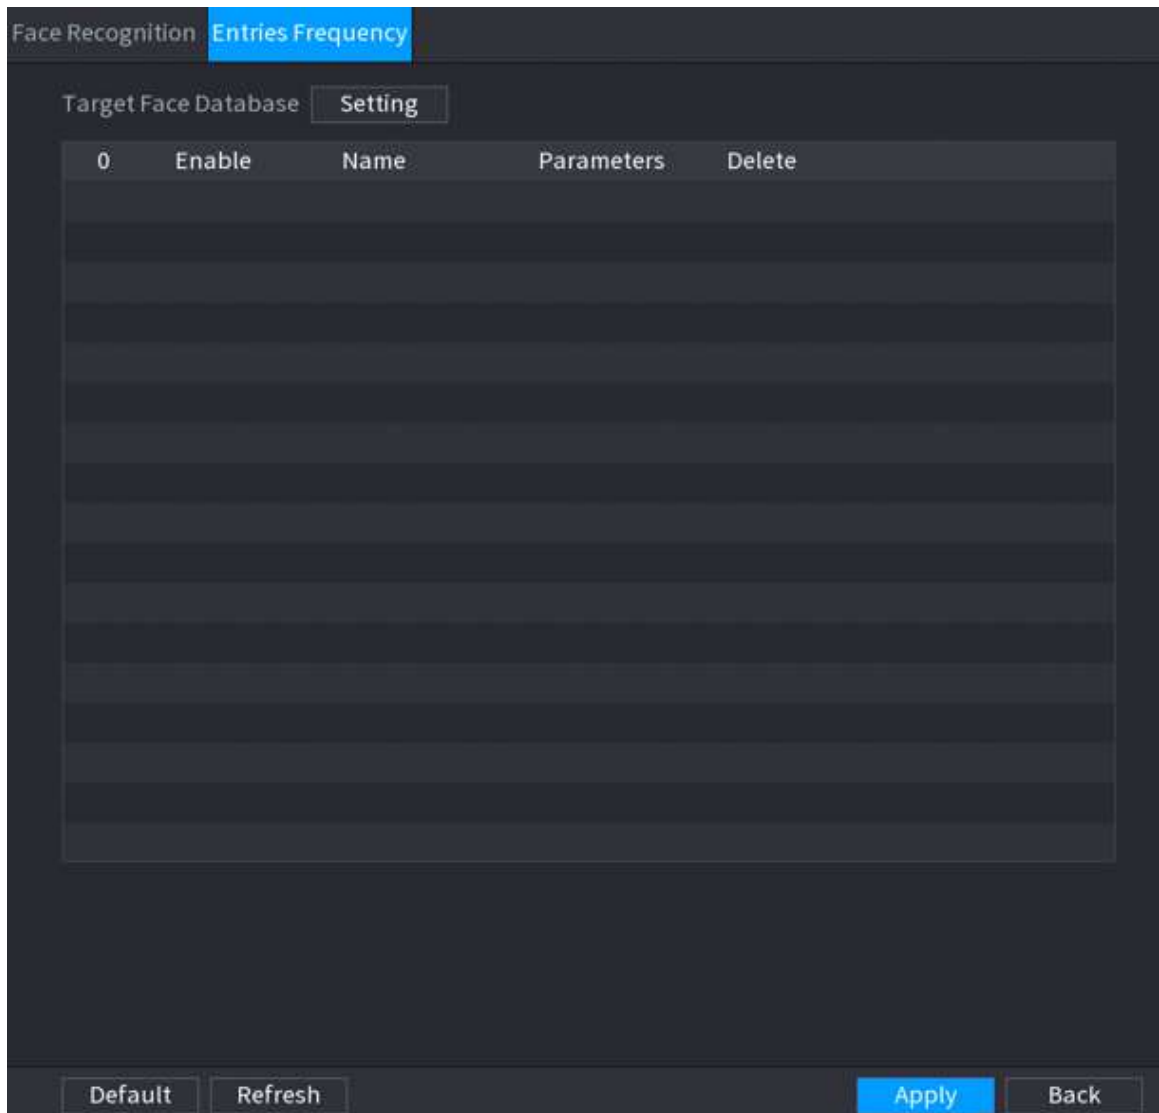 Face Recognition Entries Frequency
Target Face Database Setting
0 Enable Name Parameters Delete
Default Refresh Apply Back